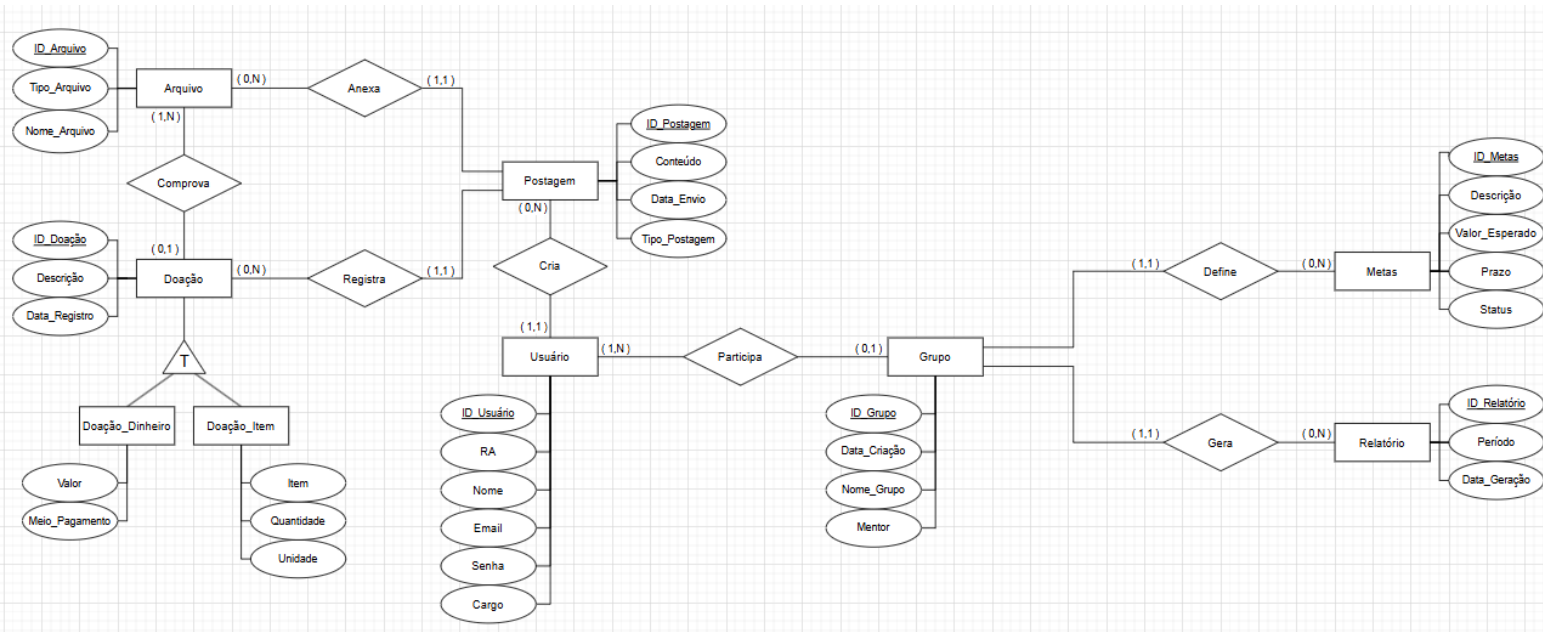 ID_Arquivo
Tipo_Arquivo
Nome_Arquivo
Arquivo
(0,N)
Anexa
(1,1)
(1,N)
Comprova
(0,1)
ID_Doação
Descrição
Data_Registro
Doação
(0,N)
Registra
(1,1)
T
Doação_Dinheiro
Doação_Item
Valor
Meio_Pagamento
Item
Quantidade
Unidade
Postagem
ID_Postagem
Conteúdo
Data_Envio
Tipo_Postagem
(0,N)
Cria
(1,1)
Usuário
(1,N)
Participa
(0,1)
Grupo
ID_Usuário
RA
Nome
Email
Senha
Cargo
ID_Grupo
Data_Criação
Nome_Grupo
Mentor
(1,1)
Define
(0,N)
Metas
ID_Metas
Descrição
Valor_Esperado
Prazo
Status
(1,1)
Gera
(0,N)
Relatório
ID_Relatório
Período
Data_Geração